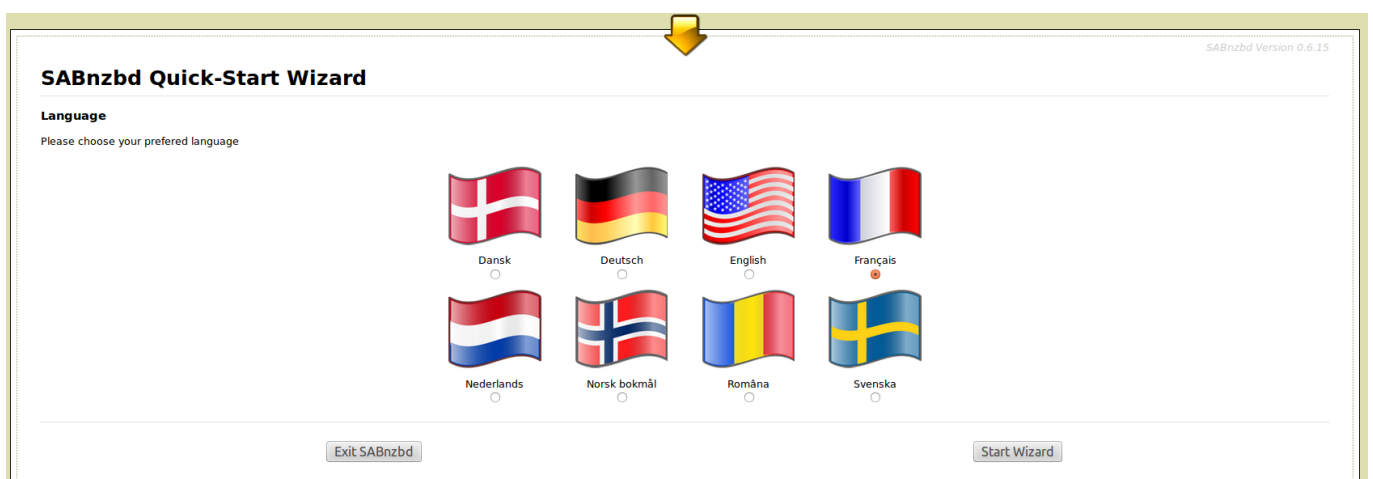 SABnzbd Version 0.6.15
SABnzbd Quick-Start Wizard
Language
Please choose your prefered language
Dansk Deutsch English Français
Nederlands Norsk bokmål Româna Svenska
Exit SABnzbd Start Wizard